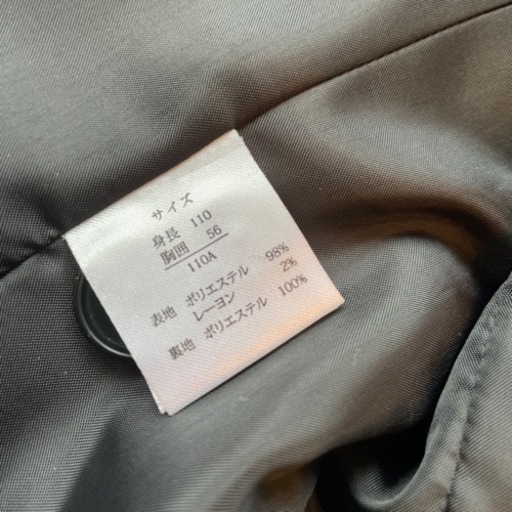 サイズ
身長 110
胸囲 56
110A
表地 ポリエステル 98%
レーヨン 2%
裏地 ポリエステル 100%